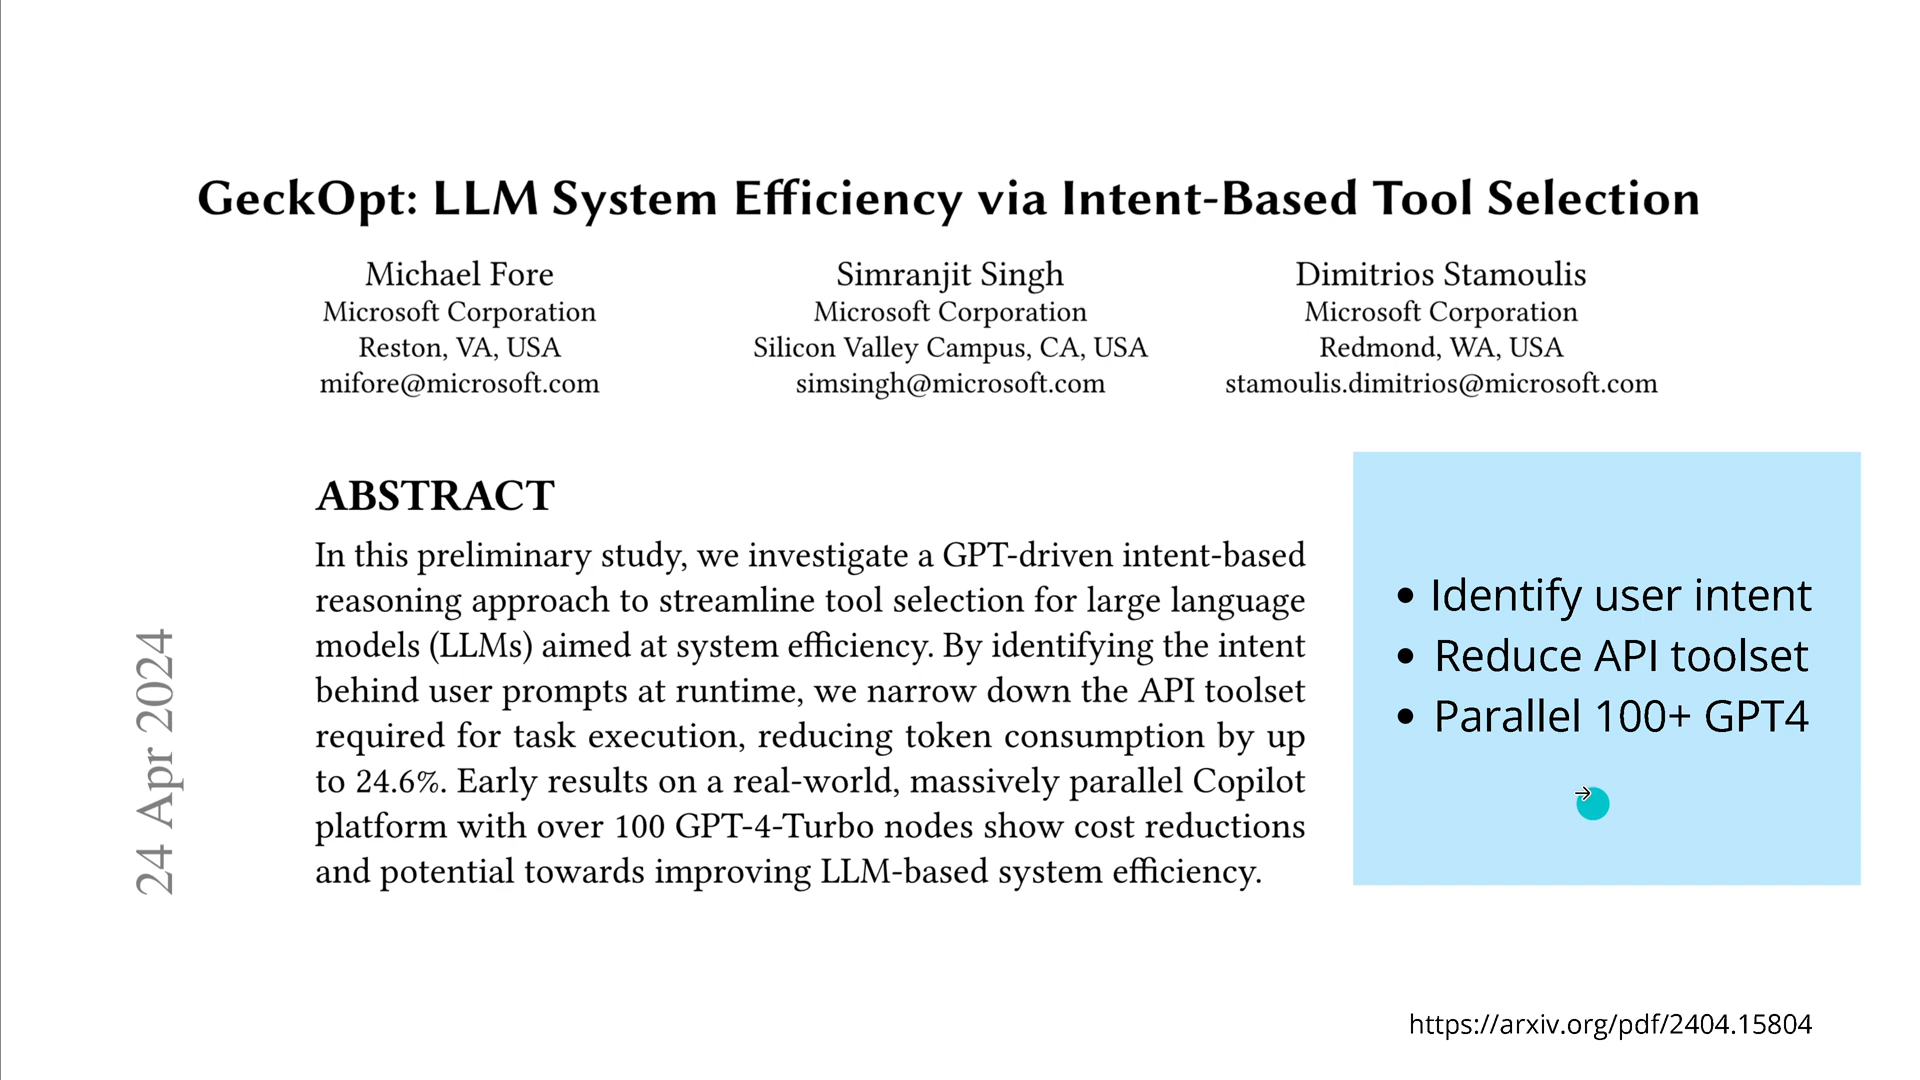 GeckOpt: LLM System Efficiency via Intent-Based Tool Selection
Michael Fore
Microsoft Corporation
Reston, VA, USA
mifore@microsoft.com
Simranjit Singh
Microsoft Corporation
Silicon Valley Campus, CA, USA
simsingh@microsoft.com
Dimitrios Stamoulis
Microsoft Corporation
Redmond, WA, USA
stamoulis.dimitrios@microsoft.com
24 Apr 2024
ABSTRACT
In this preliminary study, we investigate a GPT-driven intent-based
reasoning approach to streamline tool selection for large language
models (LLMs) aimed at system efficiency. By identifying the intent
behind user prompts at runtime, we narrow down the API toolset
required for task execution, reducing token consumption by up
to 24.6%. Early results on a real-world, massively parallel Copilot
platform with over 100 GPT-4-Turbo nodes show cost reductions
and potential towards improving LLM-based system efficiency.
• Identify user intent
• Reduce API toolset
• Parallel 100+ GPT4
https://arxiv.org/pdf/2404.15804